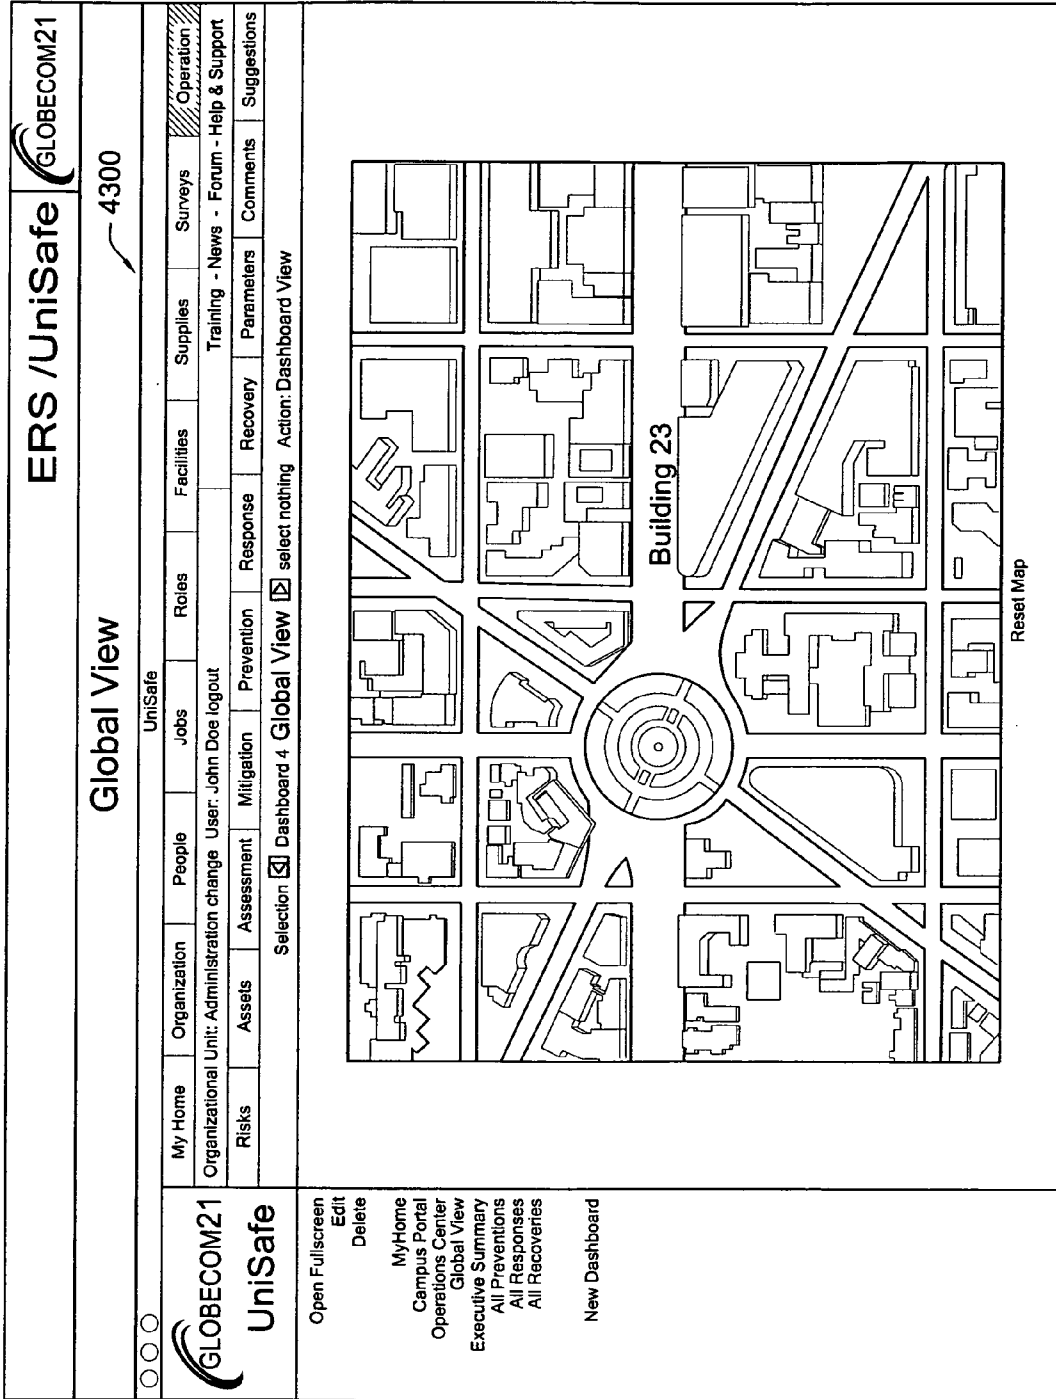 ERS /UniSafe GLOBECOM21
Global View
4300
UniSafe
GLOBECOM21
UniSafe
My Home Organization People Jobs Roles Facilities Supplies Surveys Operation
Organizational Unit: Administration change User: John Doe logout Training - News - Forum - Help & Support
Risks Assets Assessment Mitigation Prevention Response Recovery Parameters Comments Suggestions
Selection Dashboard 4 Global View select nothing Action: Dashboard View
Open Fullscreen
Edit
Delete
MyHome
Campus Portal
Operations Center
Global View
Executive Summary
All Preventions
All Responses
All Recoveries
New Dashboard
Building 23
Reset Map